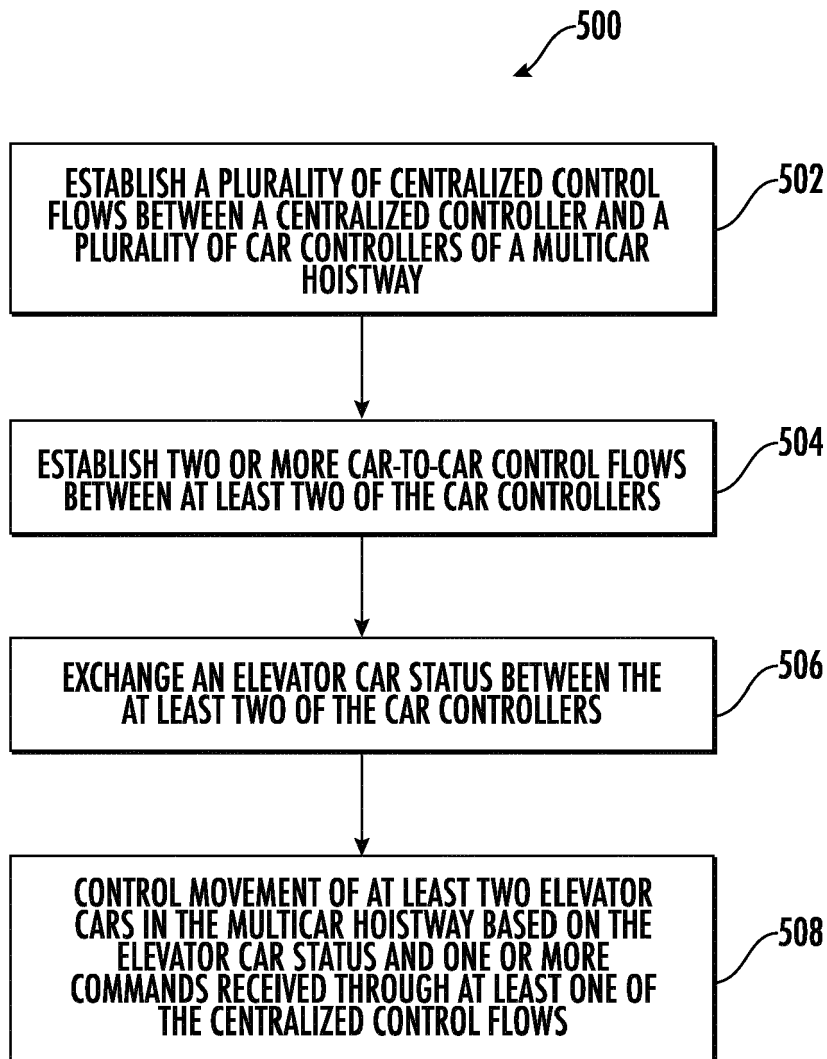 500
ESTABLISH A PLURALITY OF CENTRALIZED CONTROL
FLOWS BETWEEN A CENTRALIZED CONTROLLER AND A
PLURALITY OF CAR CONTROLLERS OF A MULTICAR
HOISTWAY
502
ESTABLISH TWO OR MORE CAR-TO-CAR CONTROL FLOWS
BETWEEN AT LEAST TWO OF THE CAR CONTROLLERS
504
EXCHANGE AN ELEVATOR CAR STATUS BETWEEN THE
AT LEAST TWO OF THE CAR CONTROLLERS
506
CONTROL MOVEMENT OF AT LEAST TWO ELEVATOR
CARS IN THE MULTICAR HOISTWAY BASED ON THE
ELEVATOR CAR STATUS AND ONE OR MORE
COMMANDS RECEIVED THROUGH AT LEAST ONE OF
THE CENTRALIZED CONTROL FLOWS
508